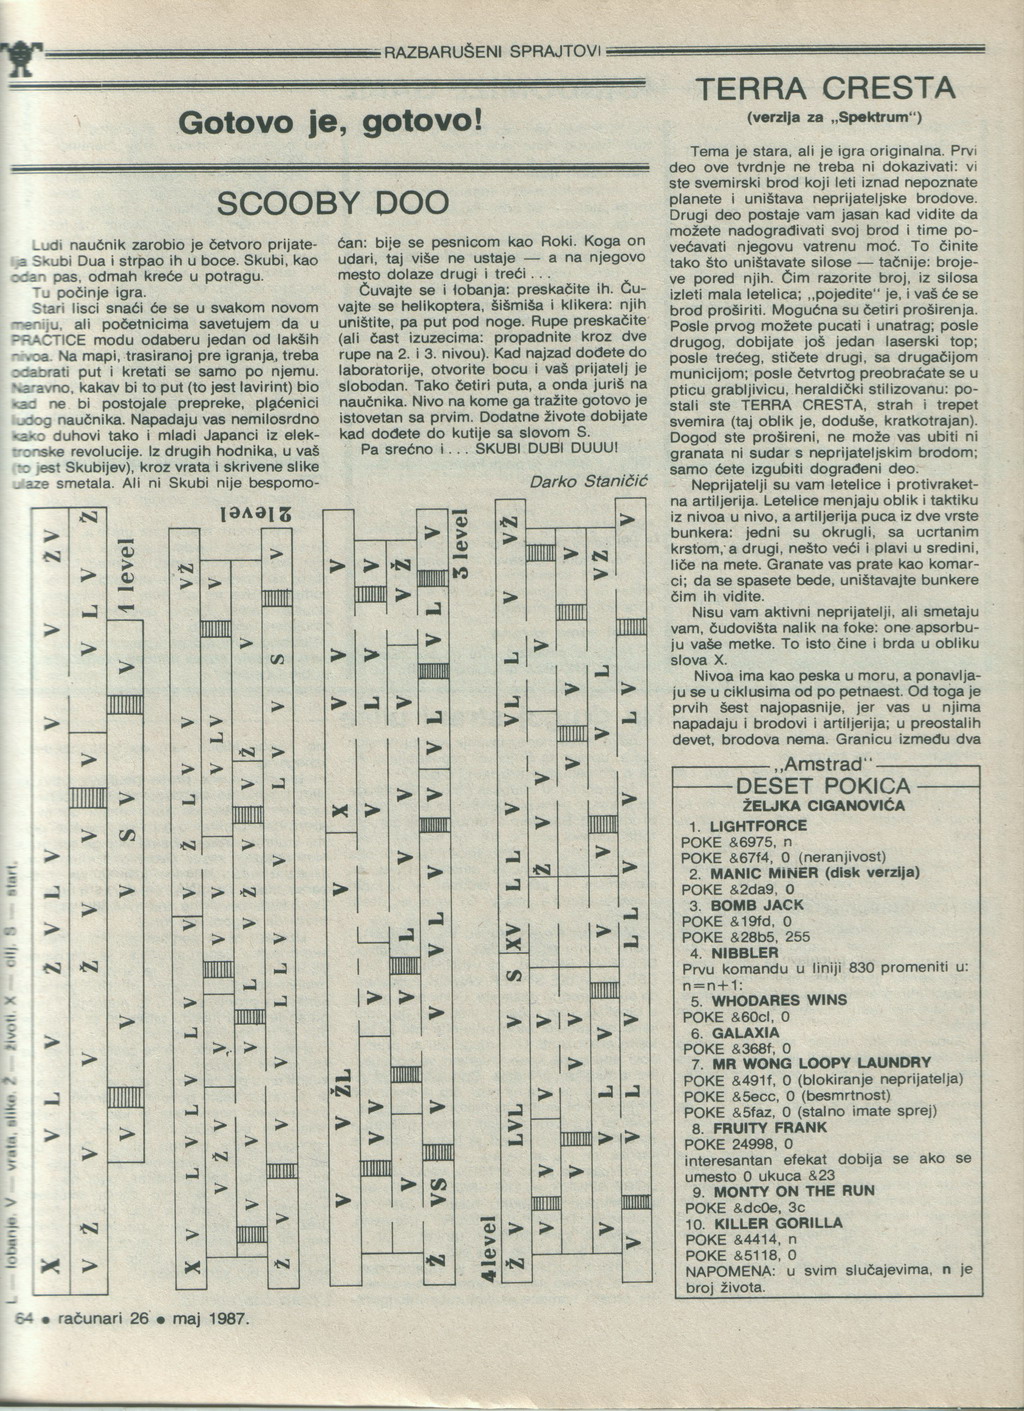 RAZBARUŠENI SPRAJTOVI
Gotovo je, gotovo!
SCOOBY DOO
Ludi naučnik zarobio je četvoro prijate-
lja Skubi Dua i strpao ih u boce. Skubi, kao
odan pas, odmah kreće u potragu.
Tu počinje igra.
Stari lisci snaći će se u svakom novom
meniju, ali početnicima savetujem da u
PRACTICE modu odaberu jedan od lakših
nivoa. Na mapi, trasiranoj pre igranja, treba
odabrati put i kretati se samo po njemu.
Naravno, kakav bi to put (to jest lavirint) bio
kad ne bi postojale prepreke, plaćenici
ludog naučnika. Napadaju vas nemilosrdno
kako duhovi tako i mladi Japanci iz elek-
tronske revolucije. Iz drugih hodnika, u vaš
(to jest Skubijev), kroz vrata i skrivene slike
ulaze smetala. Ali ni Skubi nije bespomo-
ćan: bije se pesnicom kao Roki. Koga on
udari, taj više ne ustaje — a na njegovo
mesto dolaze drugi i treći . . .
Čuvajte se i lobanja: preskačite ih. Ču-
vajte se helikoptera, šišmiša i klikera: njih
uništite, pa put pod noge. Rupe preskačite
(ali čast izuzecima: propadnite kroz dve
rupe na 2. i 3. nivou). Kad najzad dođete do
laboratorije, otvorite bocu i vaš prijatelj je
slobodan. Tako četiri puta, a onda juriš na
naučnika. Nivo na kome ga tražite gotovo je
istovetan sa prvim. Dodatne živote dobijate
kad dođete do kutije sa slovom S.
Pa srećno i . . . SKUBI DUBI DUUU!
Darko Staničić
1 level
2 level
3 level
4 level
L — lobanje, V — vrata, slike, Ž — životi, X — cilj, S — start.
TERRA CRESTA
(verzija za „Spektrum“)
Tema je stara, ali je igra originalna. Prvi
deo ove tvrdnje ne treba ni dokazivati: vi
ste svemirski brod koji leti iznad nepoznate
planete i uništava neprijateljske brodove.
Drugi deo postaje vam jasan kad vidite da
možete nadograđivati svoj brod i time po-
većavati njegovu vatrenu moć. To činite
tako što uništavate silose — tačnije: broje-
ve pored njih. Čim razorite broj, iz silosa
izleti mala letelica; „pojedite“ je, i vaš će se
brod proširiti. Mogućna su četiri proširenja.
Posle prvog možete pucati i unatrag; posle
drugog, dobijate još jedan laserski top;
posle trećeg, stičete drugi, sa drugačijom
municijom; posle četvrtog preobraćate se u
pticu grabljivicu, heraldički stilizovanu: po-
stali ste TERRA CRESTA, strah i trepet
svemira (taj oblik je, doduše, kratkotrajan).
Dogod ste prošireni, ne može vas ubiti ni
granata ni sudar s neprijateljskim brodom;
samo ćete izgubiti dograđeni deo.
Neprijatelji su vam letelice i protivraket-
na artiljerija. Letelice menjaju oblik i taktiku
iz nivoa u nivo, a artiljerija puca iz dve vrste
bunkera: jedni su okrugli, sa ucrtanim
krstom, a drugi, nešto veći i plavi u sredini,
liče na mete. Granate vas prate kao komar-
ci; da se spasete bede, uništavajte bunkere
čim ih vidite.
Nisu vam aktivni neprijatelji, ali smetaju
vam, čudovišta nalik na foke: one apsorbu-
ju vaše metke. To isto čine i brda u obliku
slova X.
Nivoa ima kao peska u moru, a ponavlja-
ju se u ciklusima od po petnaest. Od toga je
prvih šest najopasnije, jer vas u njima
napadaju i brodovi i artiljerija; u preostalih
devet, brodova nema. Granicu između dva
„Amstrad“
DESET POKICA
ŽELJKA CIGANOVIĆA
1. LIGHTFORCE
POKE &6975, n
POKE &67f4, 0 (neranjivost)
2. MANIC MINER (disk verzija)
POKE &2da9, 0
3. BOMB JACK
POKE &19fd, 0
POKE &28b5, 255
4. NIBBLER
Prvu komandu u liniji 830 promeniti u:
n=n+1:
5. WHODARES WINS
POKE &60cl, 0
6. GALAXIA
POKE &368f, 0
7. MR WONG LOOPY LAUNDRY
POKE &491f, 0 (blokiranje neprijatelja)
POKE &5ecc, 0 (besmrtnost)
POKE &5faz, 0 (stalno imate sprej)
8. FRUITY FRANK
POKE 24998, 0
interesantan efekat dobija se ako se
umesto 0 ukuca &23
9. MONTY ON THE RUN
POKE &dc0e, 3c
10. KILLER GORILLA
POKE &4414, n
POKE &5118, 0
NAPOMENA: u svim slučajevima, n je
broj života.
64 • računari 26 • maj 1987.